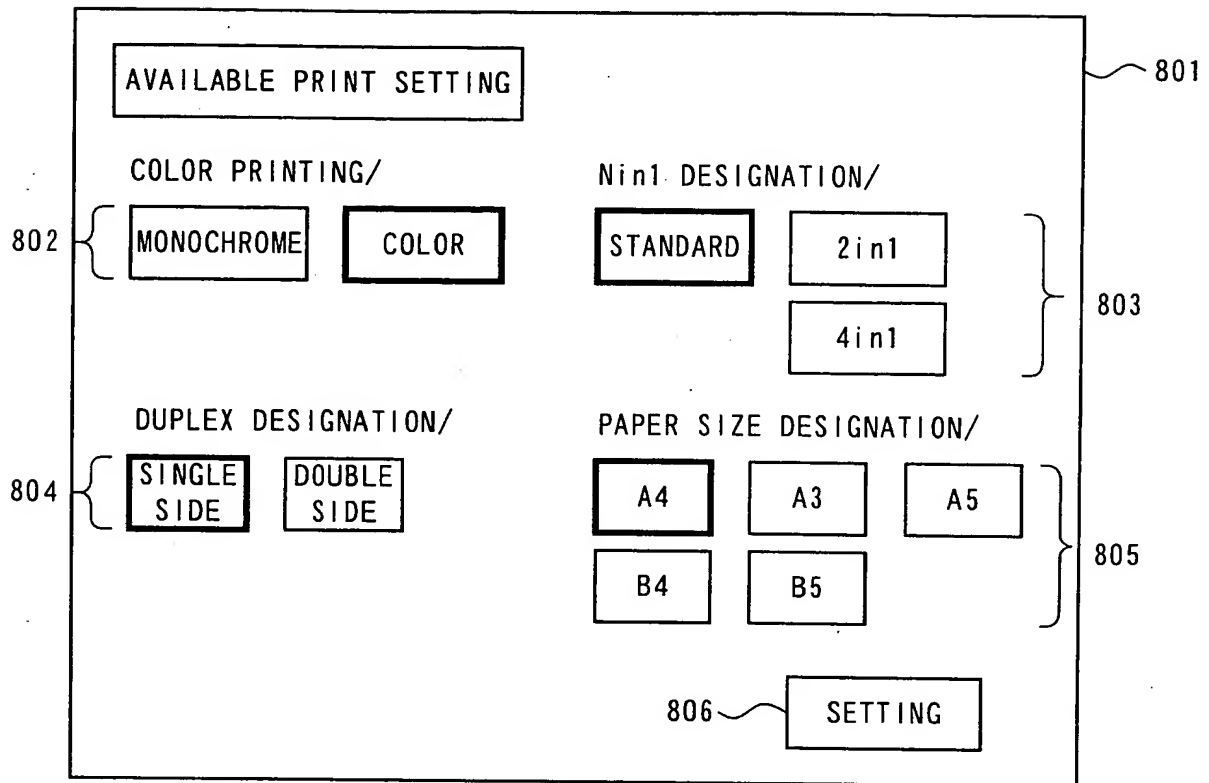 AVAILABLE PRINT SETTING
801
COLOR PRINTING/
Nin1 DESIGNATION/
802
MONOCHROME
COLOR
STANDARD
2in1
803
4in1
DUPLEX DESIGNATION/
PAPER SIZE DESIGNATION/
804
SINGLE
SIDE
DOUBLE
SIDE
A4
A3
A5
805
B4
B5
806
SETTING